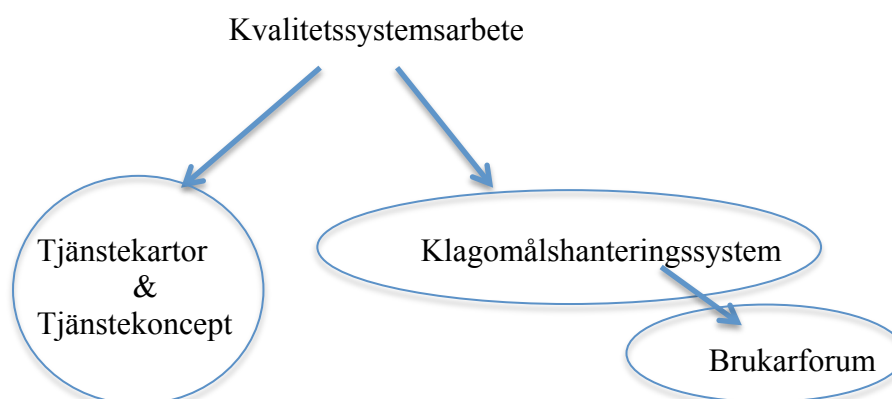 Kvalitetssystemsarbete
Tjänstekartor
&
Tjänstekoncept
Klagomålshanteringssystem
Brukarforum